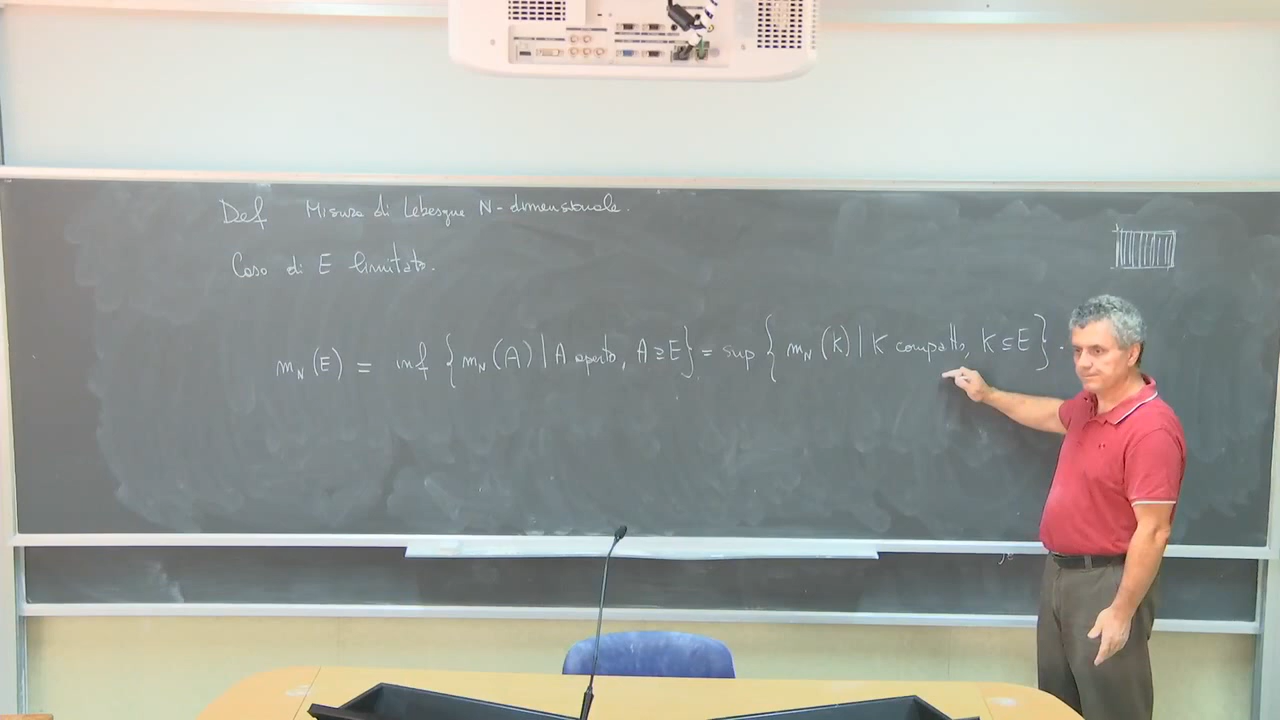 Def Misura di Lebesgue N-dimensionale.
Caso di E limitato.
m_N(E) = inf { m_N(A) | A aperto, A ⊇ E } = sup { m_N(K) | K compatto, K ⊆ E }.